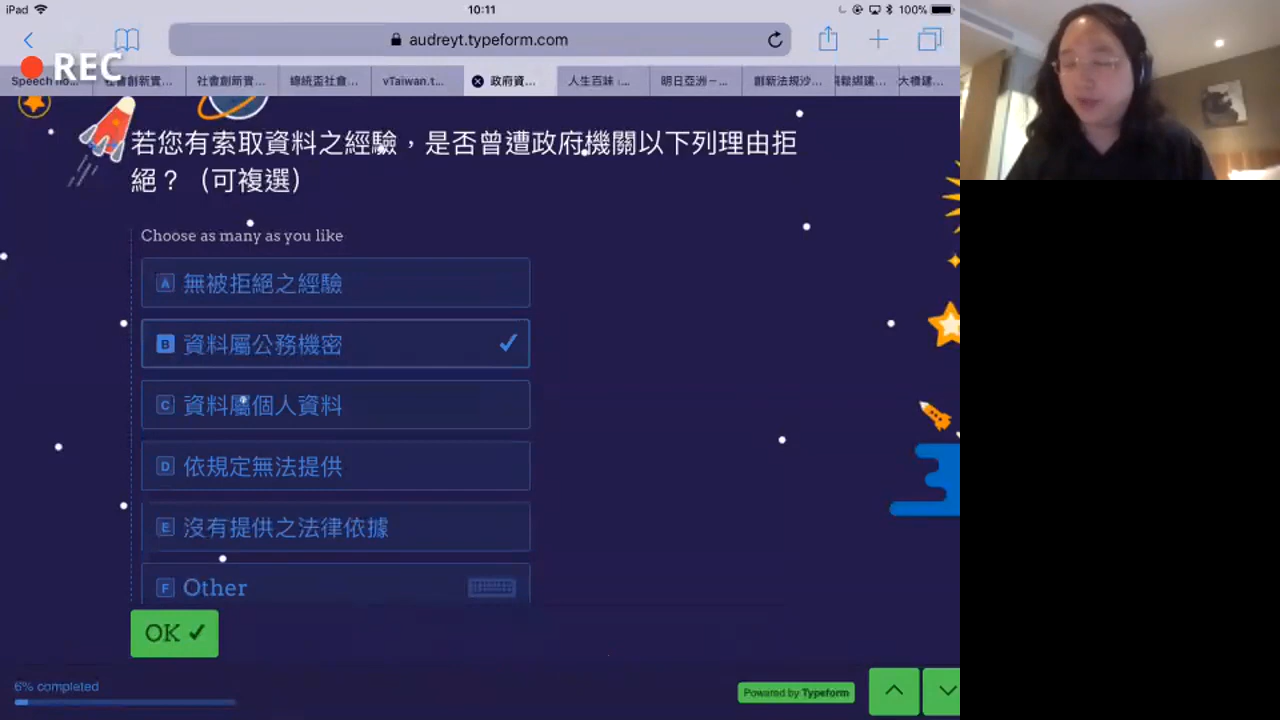 iPad
10:11
100%
audreyt.typeform.com
REC
Speech no...
社會創新實...
社會創新實...
總統盃社會...
vTaiwan.t...
政府資...
人生百味 :...
明日亞洲－...
創新法規沙...
鬆綁建...
大橋建...
若您有索取資料之經驗，是否曾遭政府機關以下列理由拒
絕？（可複選）
Choose as many as you like
A 無被拒絕之經驗
B 資料屬公務機密
C 資料屬個人資料
D 依規定無法提供
E 沒有提供之法律依據
F Other
OK
6% completed
Powered by Typeform